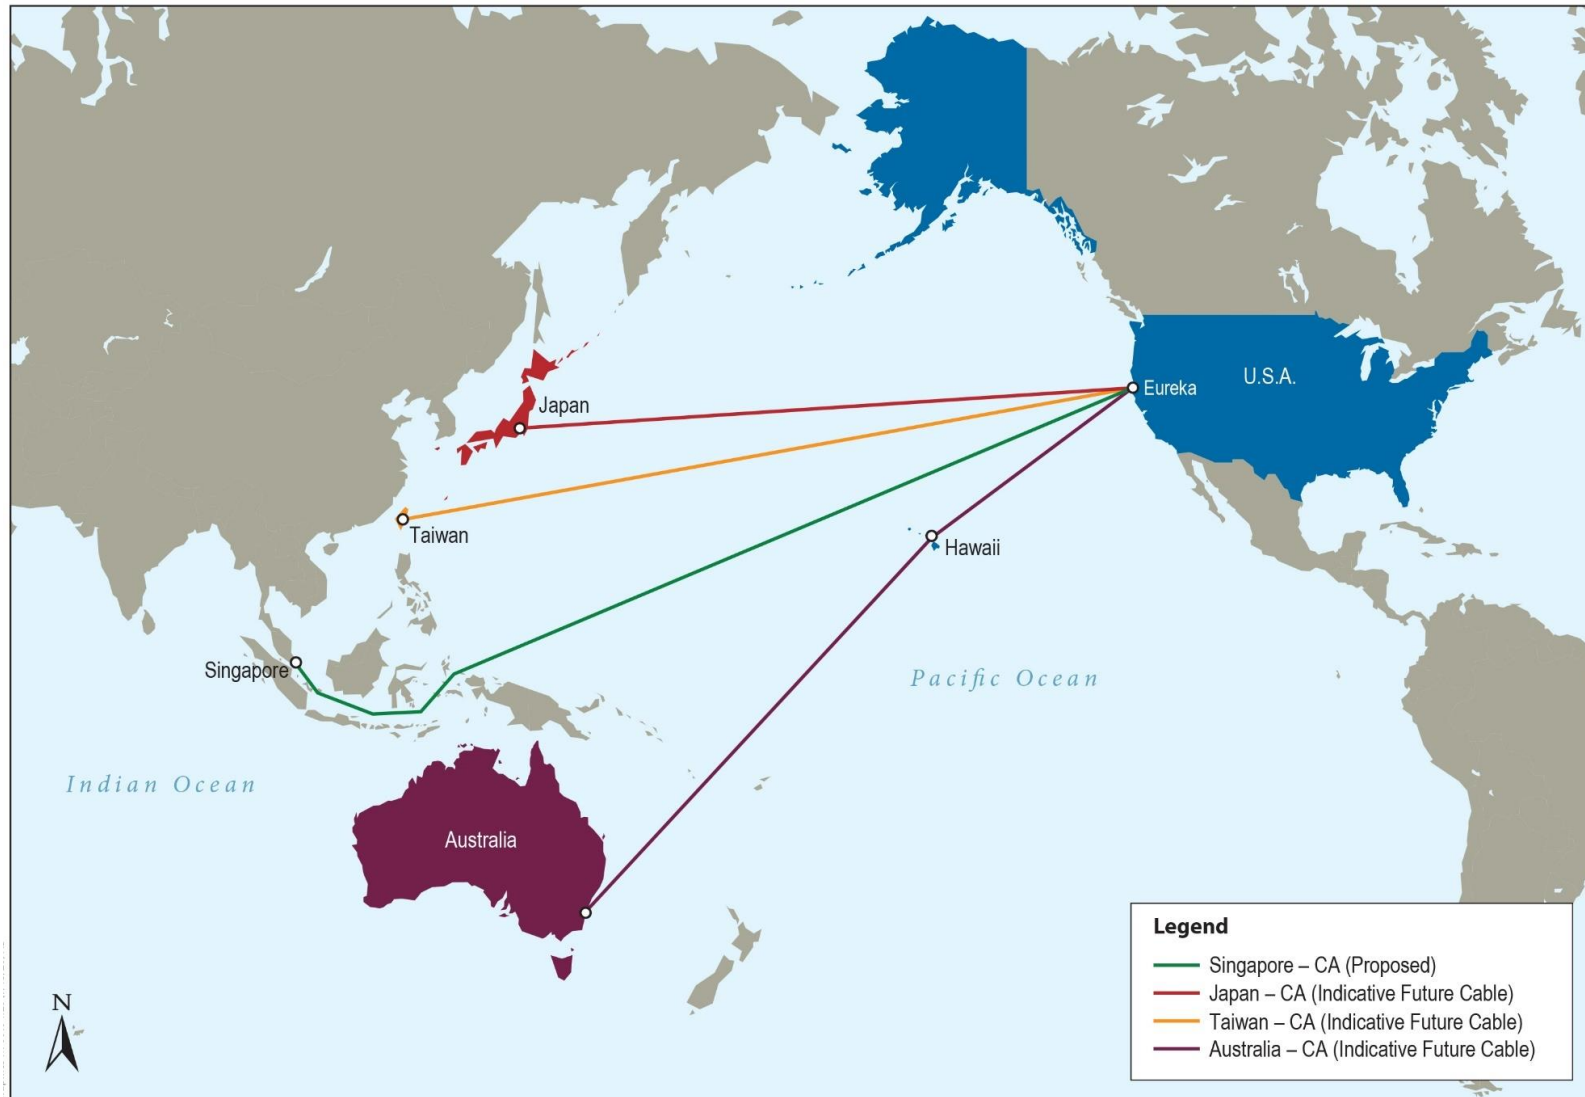 Japan
Eureka
U.S.A.
Taiwan
Hawaii
Singapore
Pacific Ocean
Indian Ocean
Australia
N
Legend
Singapore – CA (Proposed)
Japan – CA (Indicative Future Cable)
Taiwan – CA (Indicative Future Cable)
Australia – CA (Indicative Future Cable)